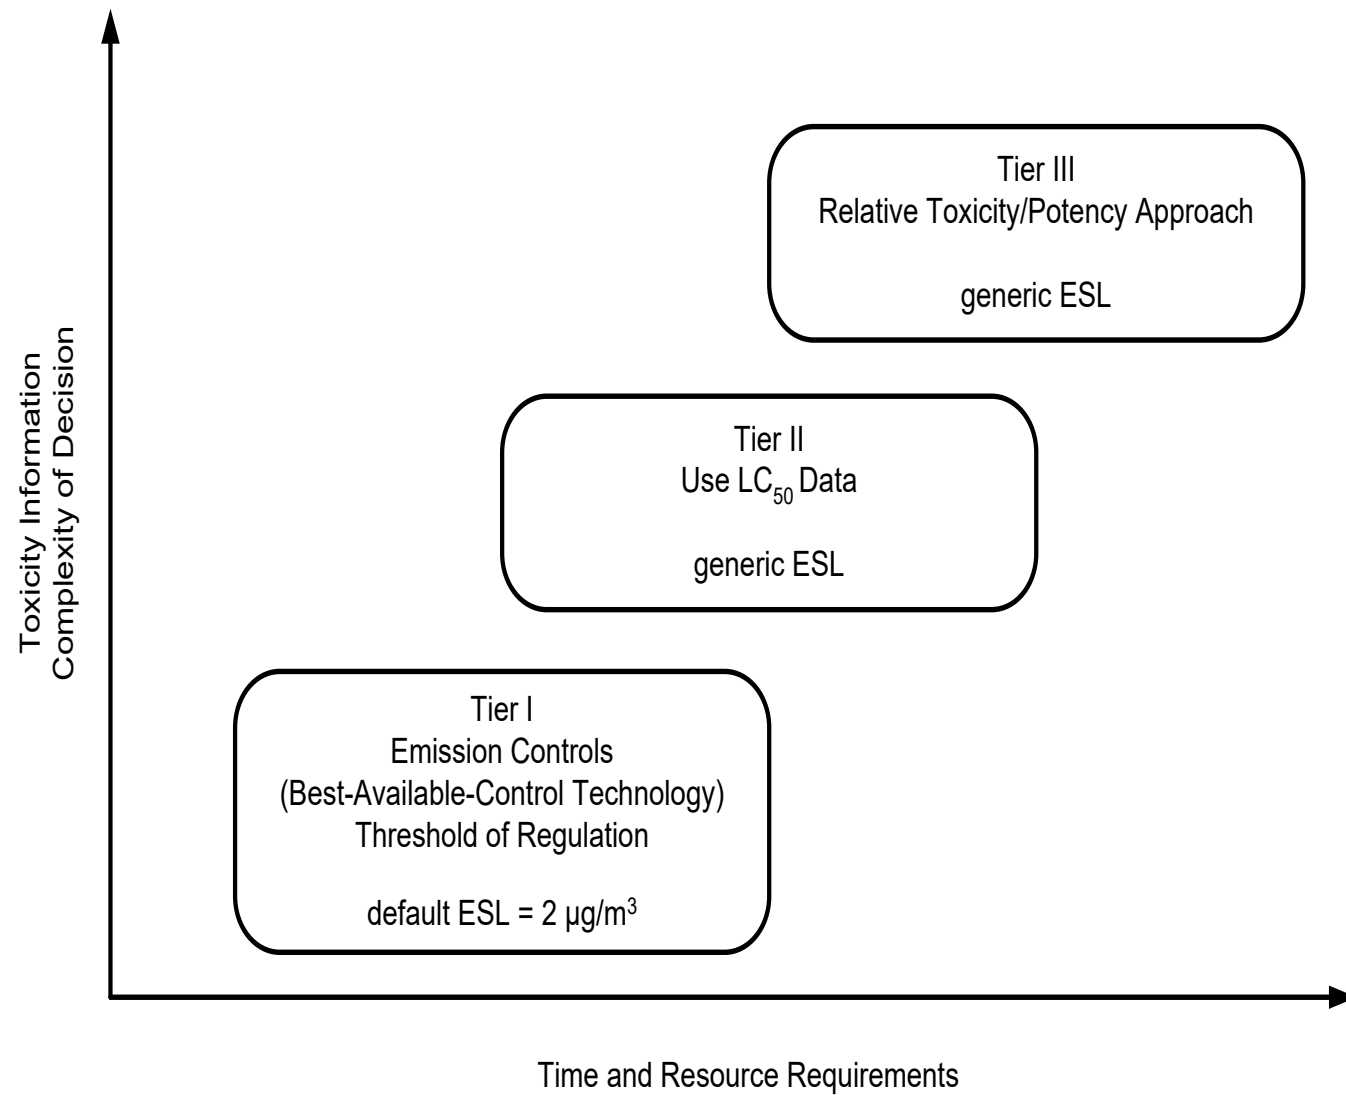 Tier III
Relative Toxicity/Potency Approach
generic ESL
Tier II
Use LC50 Data
generic ESL
Tier I
Emission Controls
(Best-Available-Control Technology)
Threshold of Regulation
default ESL = 2 µg/m³
Toxicity Information
Complexity of Decision
Time and Resource Requirements